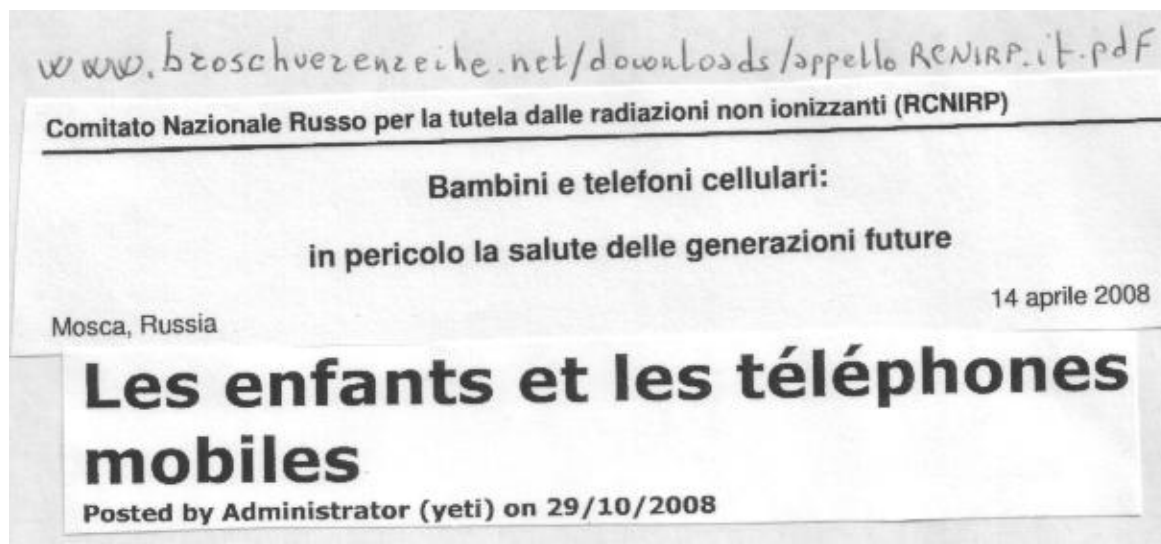 www.broschuerenreihe.net/downloads/appelloRCNIRP.it.pdf
Comitato Nazionale Russo per la tutela dalle radiazioni non ionizzanti (RCNIRP)
Bambini e telefoni cellulari:
in pericolo la salute delle generazioni future
14 aprile 2008
Mosca, Russia
Les enfants et les téléphones
mobiles
Posted by Administrator (yeti) on 29/10/2008